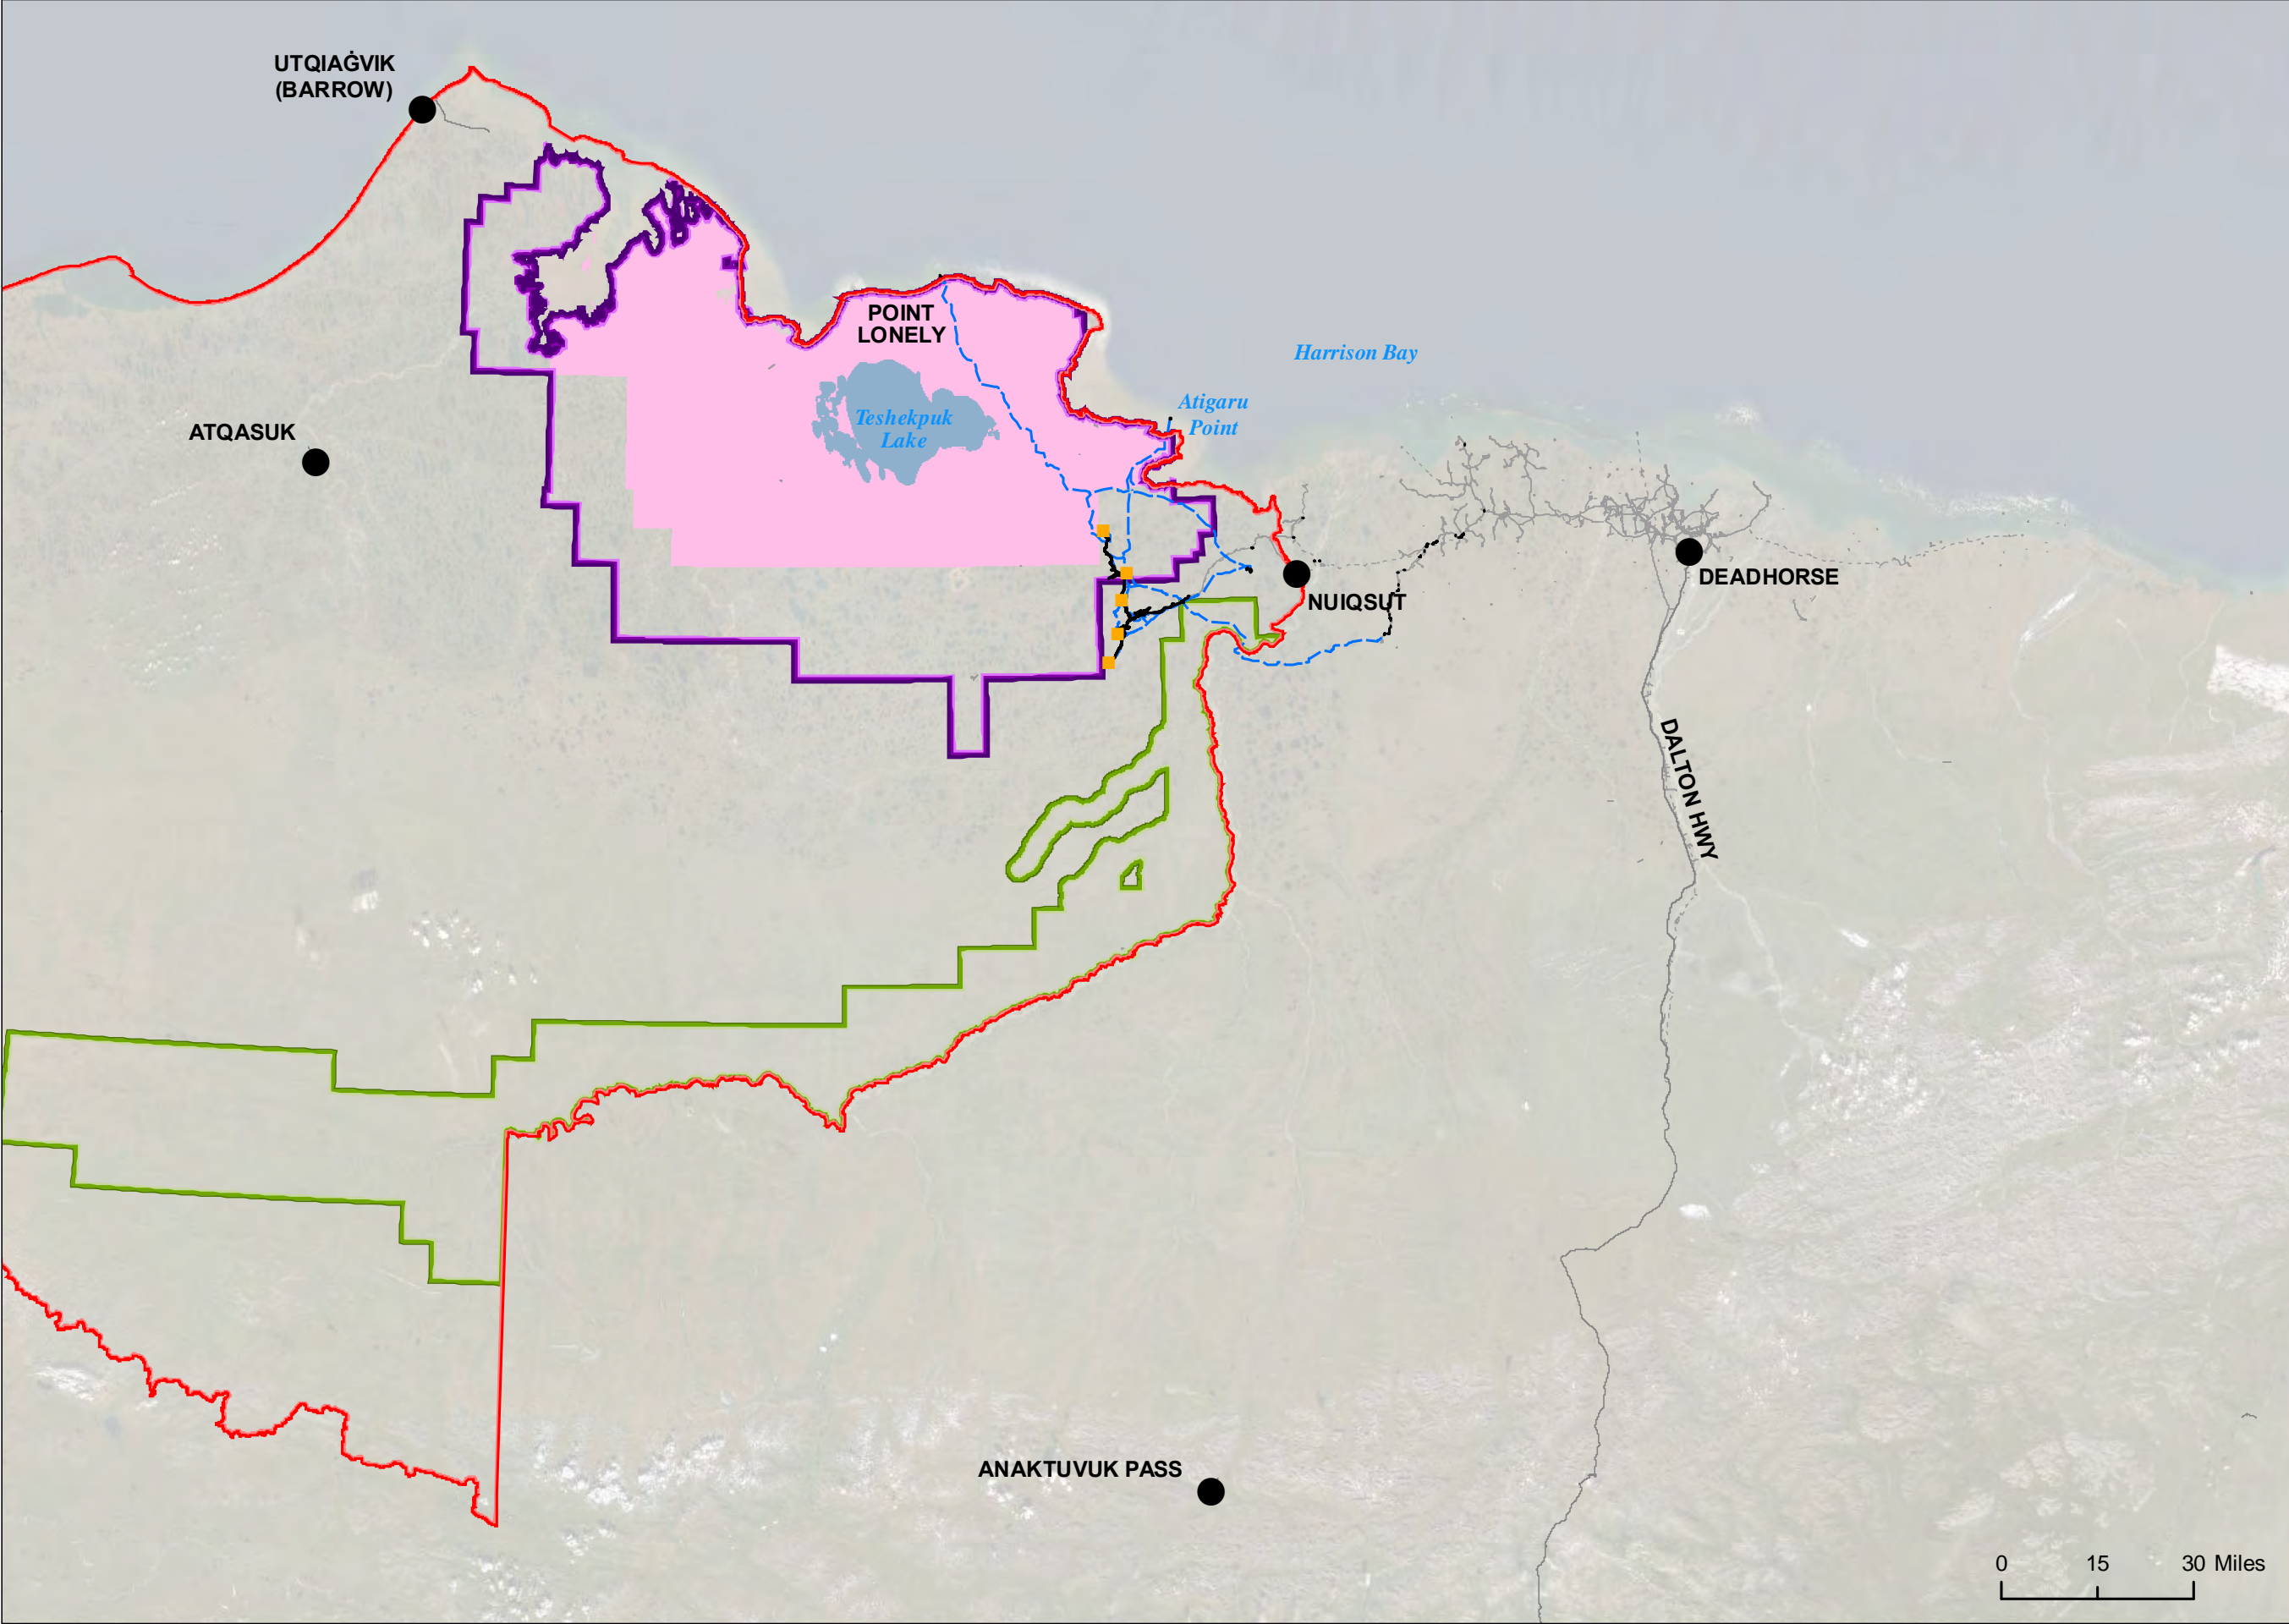 UTQIAĠVIK
(BARROW)
POINT
LONELY
Harrison Bay
Teshekpuk
Lake
Atigaru
Point
ATQASUK
DEADHORSE
NUIQSUT
DALTON HWY
ANAKTUVUK PASS
0 15 30 Miles